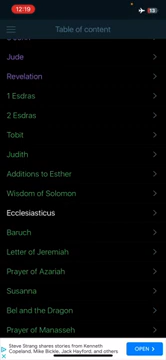 12:19
13
Table of content
Jude
Revelation
1 Esdras
2 Esdras
Tobit
Judith
Additions to Esther
Wisdom of Solomon
Ecclesiasticus
Baruch
Letter of Jeremiah
Prayer of Azariah
Susanna
Bel and the Dragon
Prayer of Manasseh
Steve Strang shares stories from Kenneth
Copeland, Mike Bickle, Jack Hayford, and others
OPEN